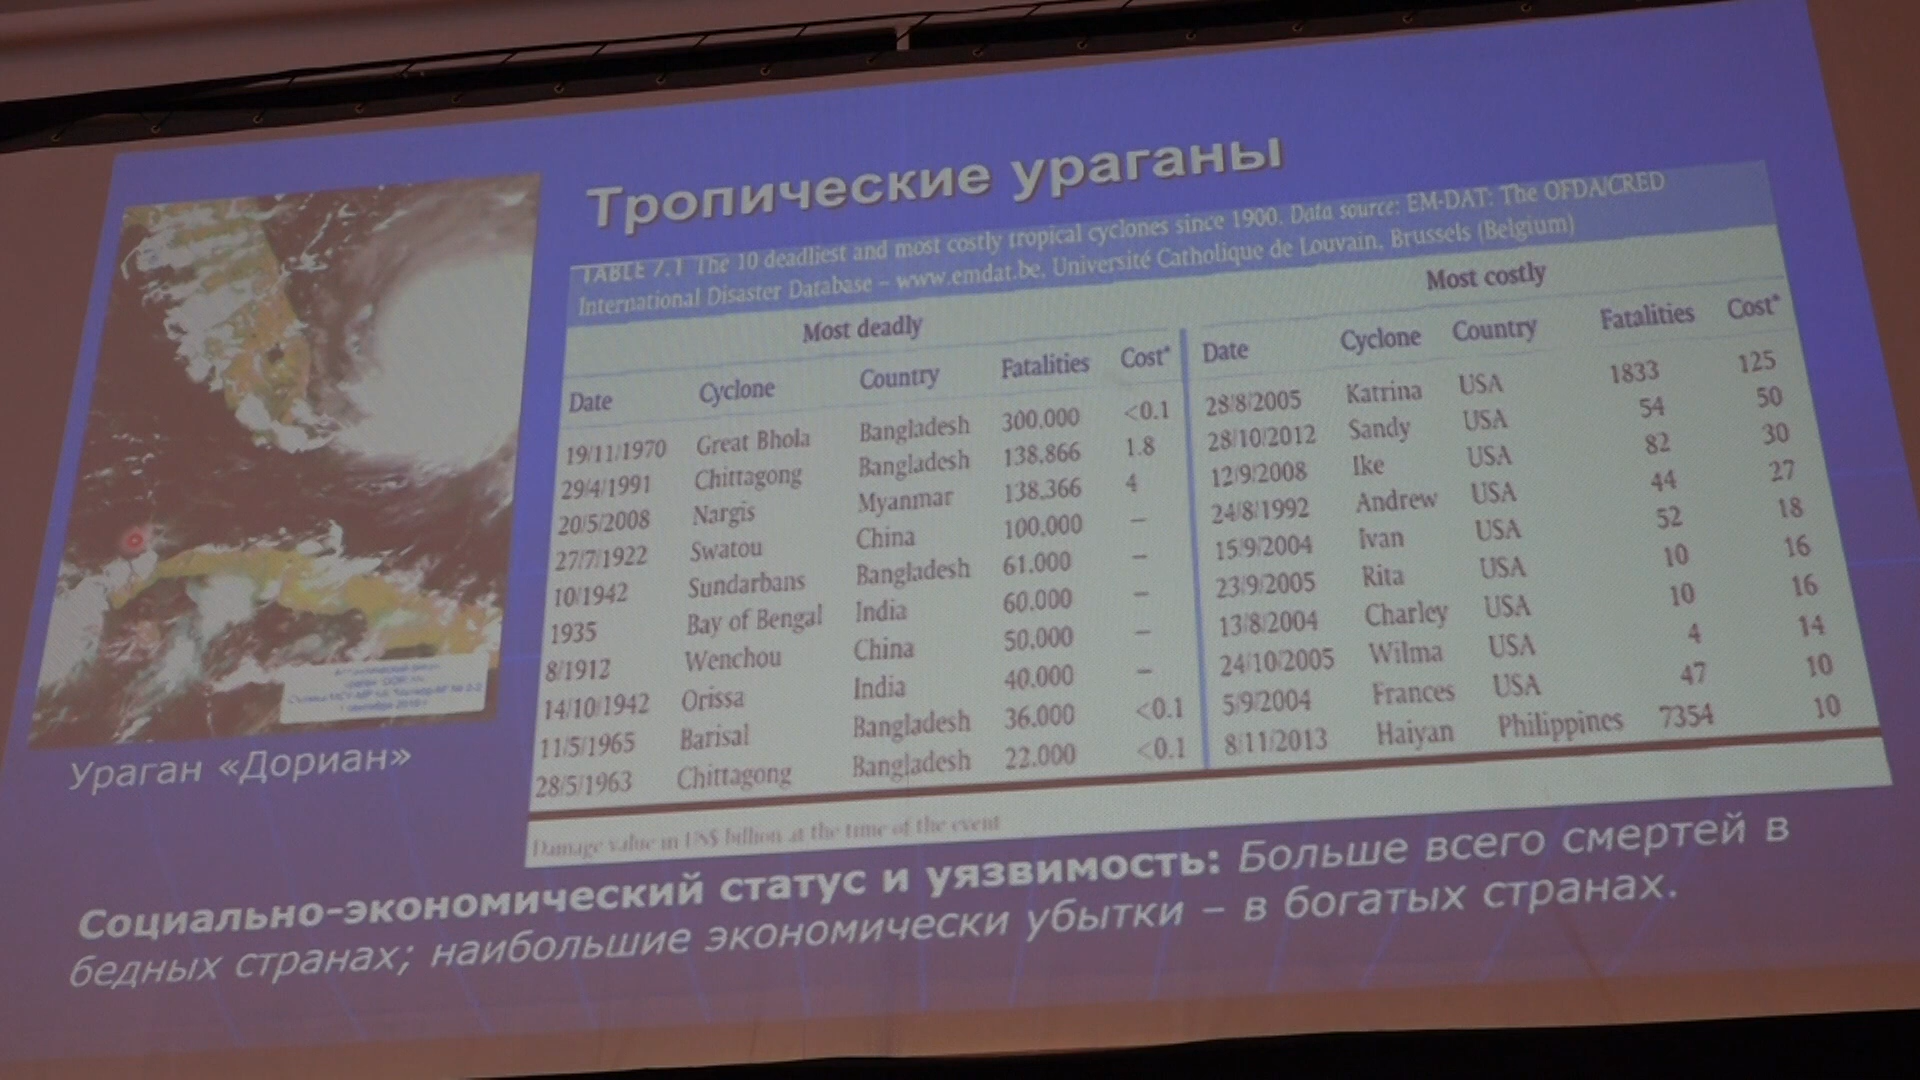 Тропические ураганы
TABLE 7.1 The 10 deadliest and most costly tropical cyclones since 1900. Data source: EM-DAT: The OFDA/CRED
International Disaster Database – www.emdat.be, Université Catholique de Louvain, Brussels (Belgium)
Most deadly Most costly
Date Cyclone Country Fatalities Cost* Date Cyclone Country Fatalities Cost*
19/11/1970 Great Bhola Bangladesh 300.000 <0.1 28/8/2005 Katrina USA 1833 125
29/4/1991 Chittagong Bangladesh 138.866 1.8 28/10/2012 Sandy USA 54 50
20/5/2008 Nargis Myanmar 138.366 4 12/9/2008 Ike USA 82 30
27/7/1922 Swatou China 100.000 – 24/8/1992 Andrew USA 44 27
10/1942 Sundarbans Bangladesh 61.000 – 15/9/2004 Ivan USA 52 18
1935 Bay of Bengal India 60.000 – 23/9/2005 Rita USA 10 16
8/1912 Wenchou China 50.000 – 13/8/2004 Charley USA 10 16
14/10/1942 Orissa India 40.000 – 24/10/2005 Wilma USA 4 14
11/5/1965 Barisal Bangladesh 36.000 <0.1 5/9/2004 Frances USA 47 10
28/5/1963 Chittagong Bangladesh 22.000 <0.1 8/11/2013 Haiyan Philippines 7354 10
Damage value in US$ billion at the time of the event
Ураган «Дориан»
Социально-экономический статус и уязвимость: Больше всего смертей в
бедных странах; наибольшие экономически убытки – в богатых странах.